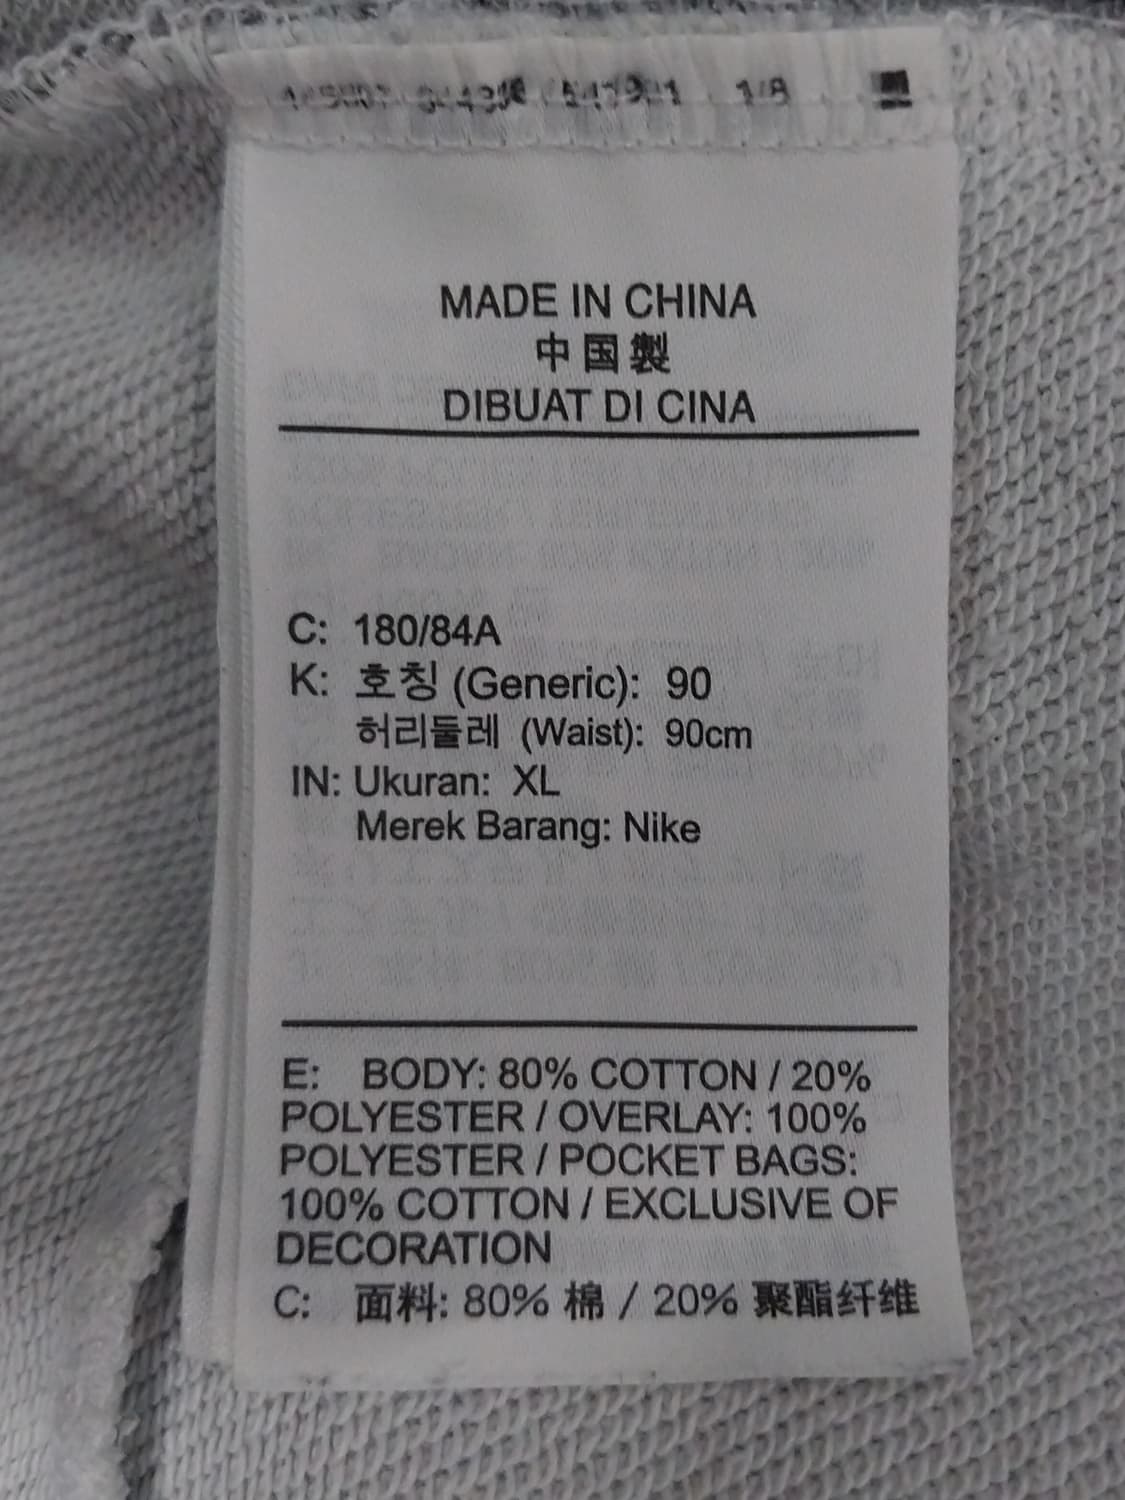 1/8
MADE IN CHINA
中国製
DIBUAT DI CINA
C: 180/84A
K: 호칭 (Generic): 90
허리둘레 (Waist): 90cm
IN: Ukuran: XL
Merek Barang: Nike
E: BODY: 80% COTTON / 20%
POLYESTER / OVERLAY: 100%
POLYESTER / POCKET BAGS:
100% COTTON / EXCLUSIVE OF
DECORATION
C: 面料: 80% 棉 / 20% 聚酯纤维